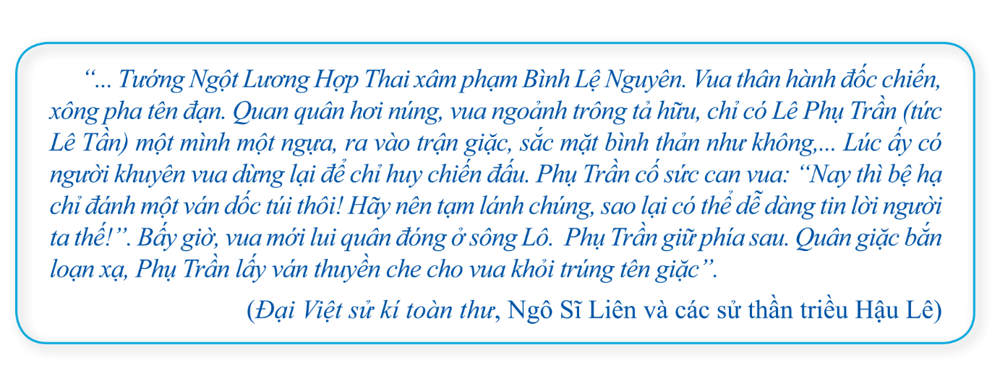 “... Tướng Ngột Lương Hợp Thai xâm phạm Bình Lệ Nguyên. Vua thân hành đốc chiến,
xông pha tên đạn. Quan quân hơi núng, vua ngoảnh trông tả hữu, chỉ có Lê Phụ Trần (tức
Lê Tần) một mình một ngựa, ra vào trận giặc, sắc mặt bình thản như không,... Lúc ấy có
người khuyên vua dừng lại để chỉ huy chiến đấu. Phụ Trần cố sức can vua: “Nay thì bệ hạ
chỉ đánh một ván dốc túi thôi! Hãy nên tạm lánh chúng, sao lại có thể dễ dàng tin lời người
ta thế!”. Bấy giờ, vua mới lui quân đóng ở sông Lô. Phụ Trần giữ phía sau. Quân giặc bắn
loạn xạ, Phụ Trần lấy ván thuyền che cho vua khỏi trúng tên giặc”.
(Đại Việt sử kí toàn thư, Ngô Sĩ Liên và các sử thần triều Hậu Lê)